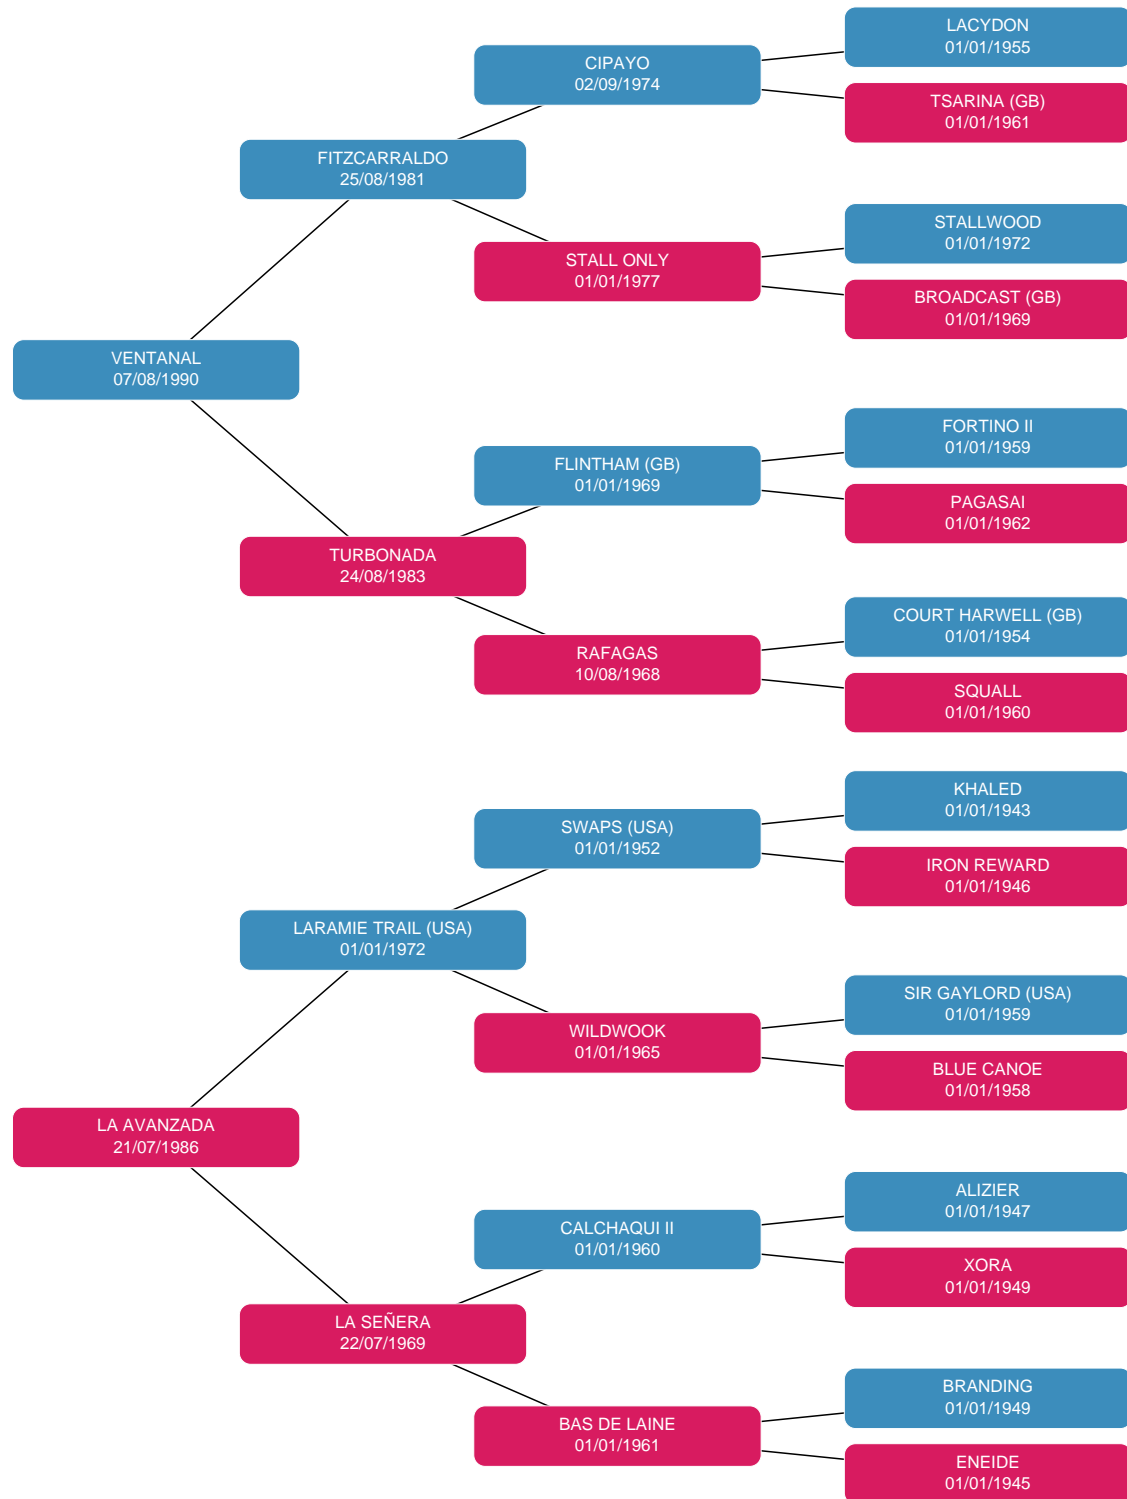 LACYDON
01/01/1955
CIPAYO
02/09/1974
TSARINA (GB)
01/01/1961
FITZCARRALDO
25/08/1981
STALLWOOD
01/01/1972
STALL ONLY
01/01/1977
BROADCAST (GB)
01/01/1969
VENTANAL
07/08/1990
FORTINO II
01/01/1959
FLINTHAM (GB)
01/01/1969
PAGASAI
01/01/1962
TURBONADA
24/08/1983
COURT HARWELL (GB)
01/01/1954
RAFAGAS
10/08/1968
SQUALL
01/01/1960
KHALED
01/01/1943
SWAPS (USA)
01/01/1952
IRON REWARD
01/01/1946
LARAMIE TRAIL (USA)
01/01/1972
SIR GAYLORD (USA)
01/01/1959
WILDWOOK
01/01/1965
BLUE CANOE
01/01/1958
LA AVANZADA
21/07/1986
ALIZIER
01/01/1947
CALCHAQUI II
01/01/1960
XORA
01/01/1949
LA SEÑERA
22/07/1969
BRANDING
01/01/1949
BAS DE LAINE
01/01/1961
ENEIDE
01/01/1945